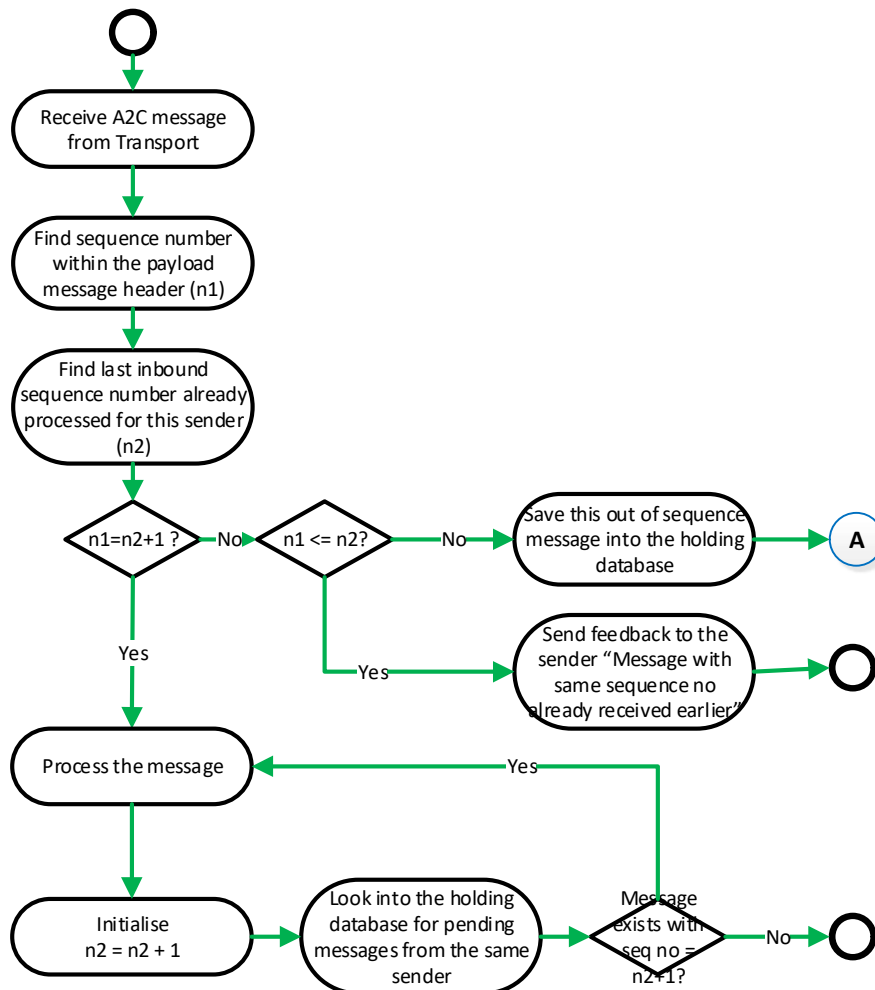 Receive A2C message
from Transport
Find sequence number
within the payload
message header (n1)
Find last inbound
sequence number already
processed for this sender
(n2)
n1=n2+1 ?
No
n1 <= n2?
No
Save this out of sequence
message into the holding
database
A
Yes
Yes
Send feedback to the
sender “Message with
same sequence no
already received earlier”
Process the message
Yes
Initialise
n2 = n2 + 1
Look into the holding
database for pending
messages from the same
sender
Message
exists with
seq no =
n2+1?
No